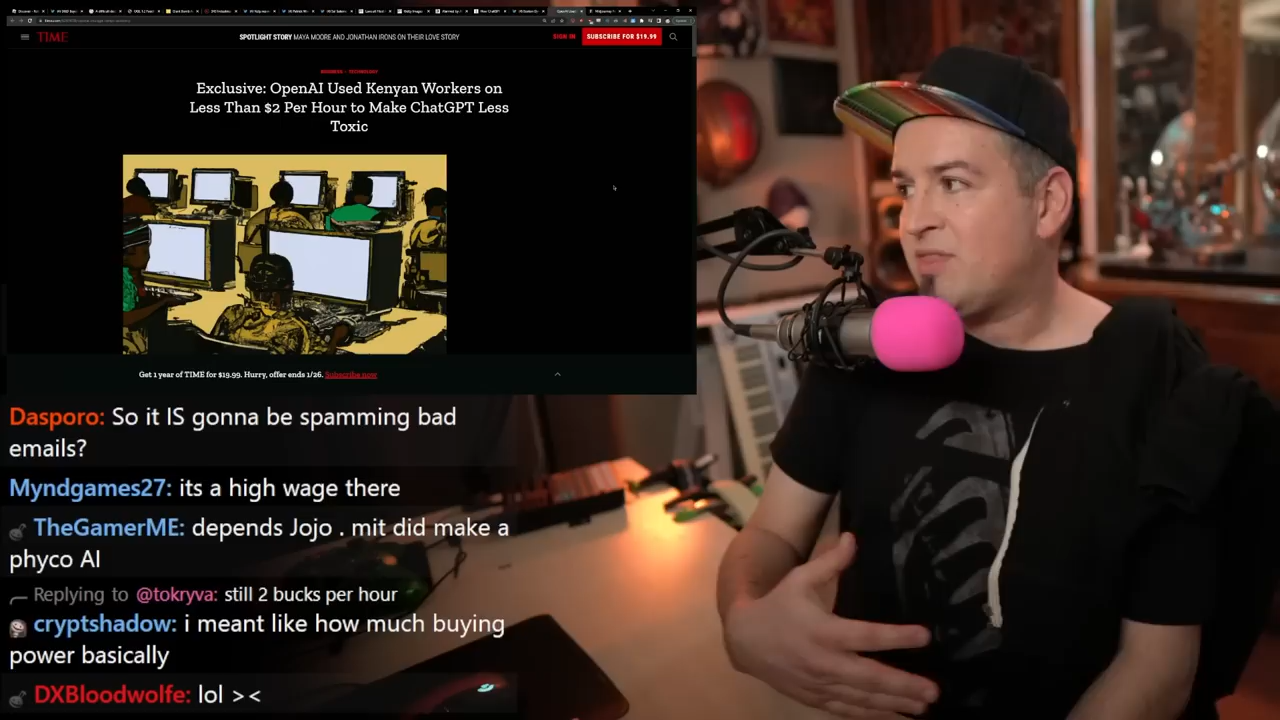 TIME
SPOTLIGHT STORY MAYA MOORE AND JONATHAN IRONS ON THEIR LOVE STORY
SIGN IN
SUBSCRIBE FOR $19.99
BUSINESS • TECHNOLOGY
Exclusive: OpenAI Used Kenyan Workers on
Less Than $2 Per Hour to Make ChatGPT Less
Toxic
Get 1 year of TIME for $19.99. Hurry, offer ends 1/26. Subscribe now
Dasporo: So it IS gonna be spamming bad
emails?
Myndgames27: its a high wage there
TheGamerME: depends Jojo . mit did make a
phyco AI
Replying to @tokryva: still 2 bucks per hour
cryptshadow: i meant like how much buying
power basically
DXBloodwolfe: lol ><